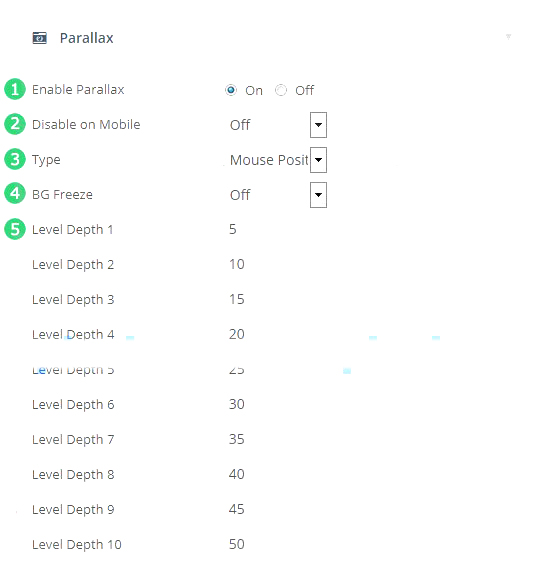 Parallax
1 Enable Parallax On Off
2 Disable on Mobile Off
3 Type Mouse Posit
4 BG Freeze Off
5 Level Depth 1 5
Level Depth 2 10
Level Depth 3 15
Level Depth 4 20
Level Depth 5 25
Level Depth 6 30
Level Depth 7 35
Level Depth 8 40
Level Depth 9 45
Level Depth 10 50